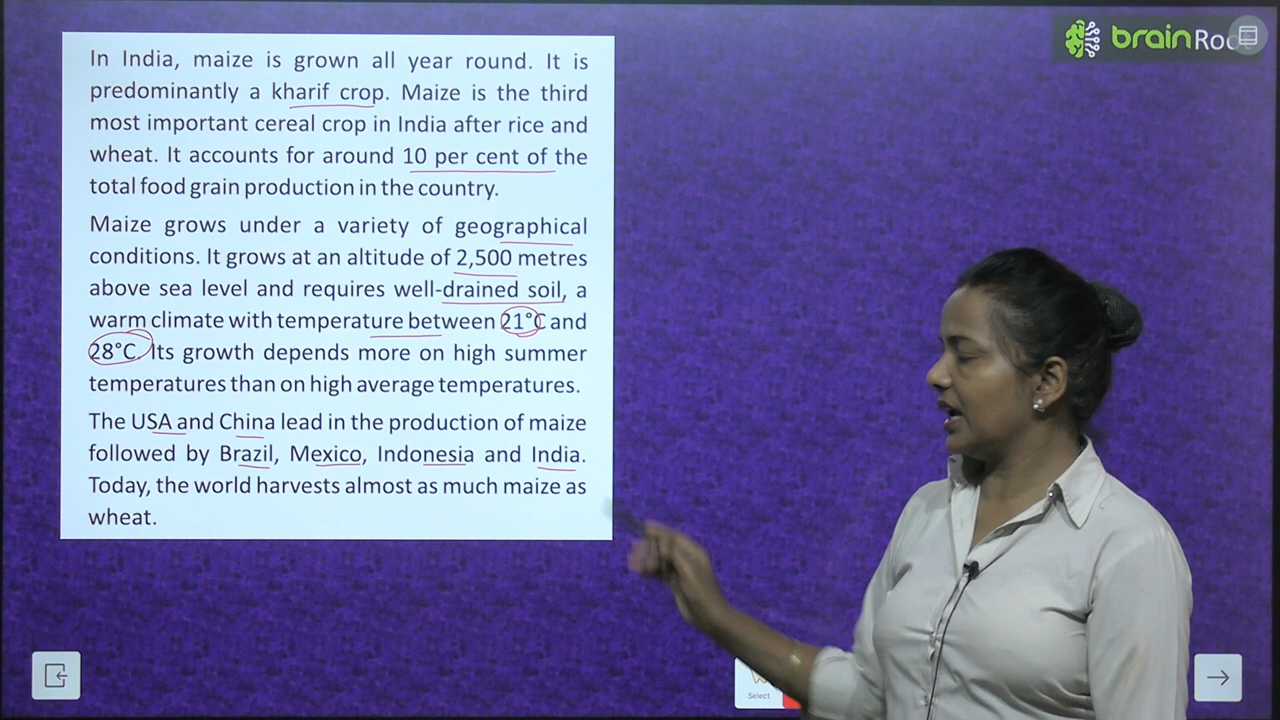 brainRoo
In India, maize is grown all year round. It is
predominantly a kharif crop. Maize is the third
most important cereal crop in India after rice and
wheat. It accounts for around 10 per cent of the
total food grain production in the country.
Maize grows under a variety of geographical
conditions. It grows at an altitude of 2,500 metres
above sea level and requires well-drained soil, a
warm climate with temperature between 21°C and
28°C. Its growth depends more on high summer
temperatures than on high average temperatures.
The USA and China lead in the production of maize
followed by Brazil, Mexico, Indonesia and India.
Today, the world harvests almost as much maize as
wheat.
Select